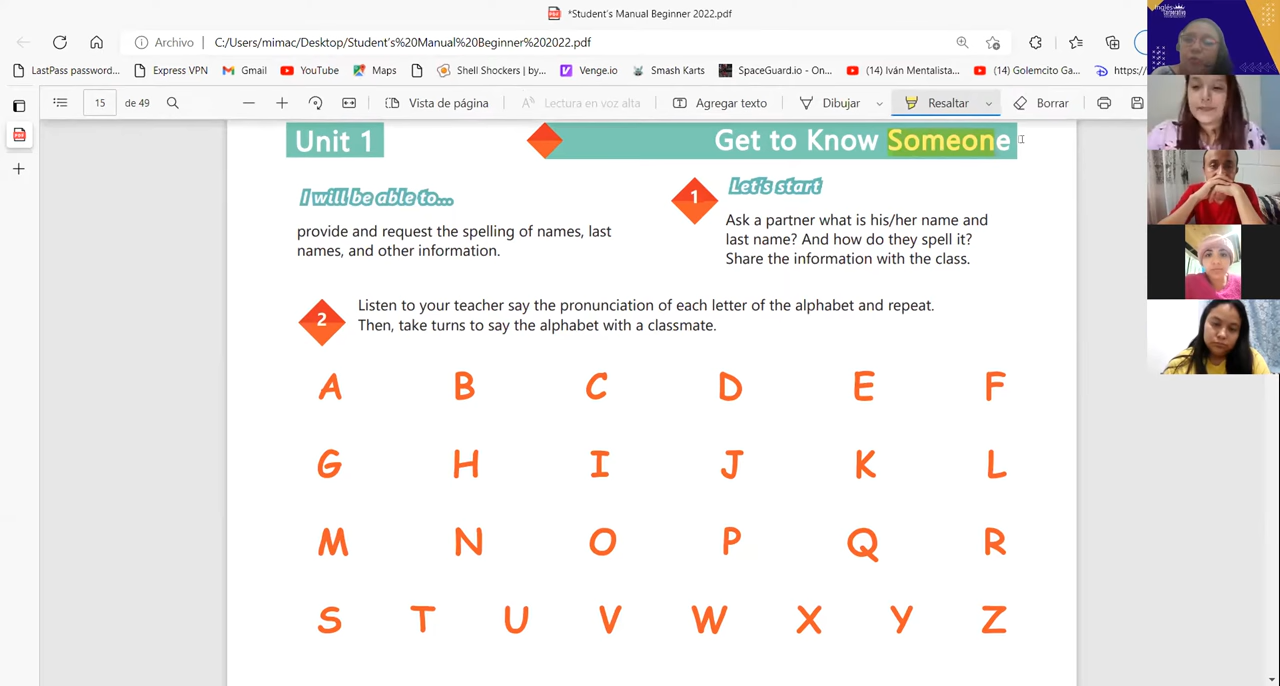 *Student's Manual Beginner 2022.pdf
Archivo C:/Users/mimac/Desktop/Student's%20Manual%20Beginner%202022.pdf
LastPass password... Express VPN Gmail YouTube Maps Shell Shockers | by... Venge.io Smash Karts SpaceGuard.io - On... (14) Iván Mentalista... (14) Golemcito Ga... https:/
15 de 49 Vista de página Lectura en voz alta Agregar texto Dibujar Resaltar Borrar
Unit 1 Get to Know Someone
I will be able to...
provide and request the spelling of names, last
names, and other information.
1 Let's start
Ask a partner what is his/her name and
last name? And how do they spell it?
Share the information with the class.
2 Listen to your teacher say the pronunciation of each letter of the alphabet and repeat.
Then, take turns to say the alphabet with a classmate.
A B C D E F
G H I J K L
M N O P Q R
S T U V W X Y Z
inglés
corporativo